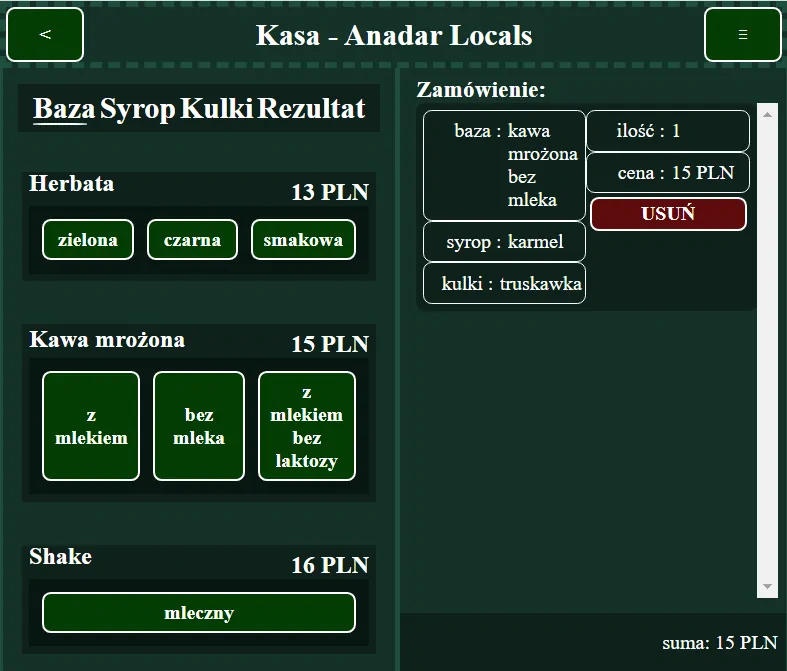 <
Kasa - Anadar Locals
≡
Baza Syrop Kulki Rezultat
Herbata
13 PLN
zielona
czarna
smakowa
Kawa mrożona
15 PLN
z
mlekiem
bez
mleka
z
mlekiem
bez
laktozy
Shake
16 PLN
mleczny
Zamówienie:
baza : kawa
mrożona
bez
mleka
syrop : karmel
kulki : truskawka
ilość : 1
cena : 15 PLN
USUŃ
suma: 15 PLN